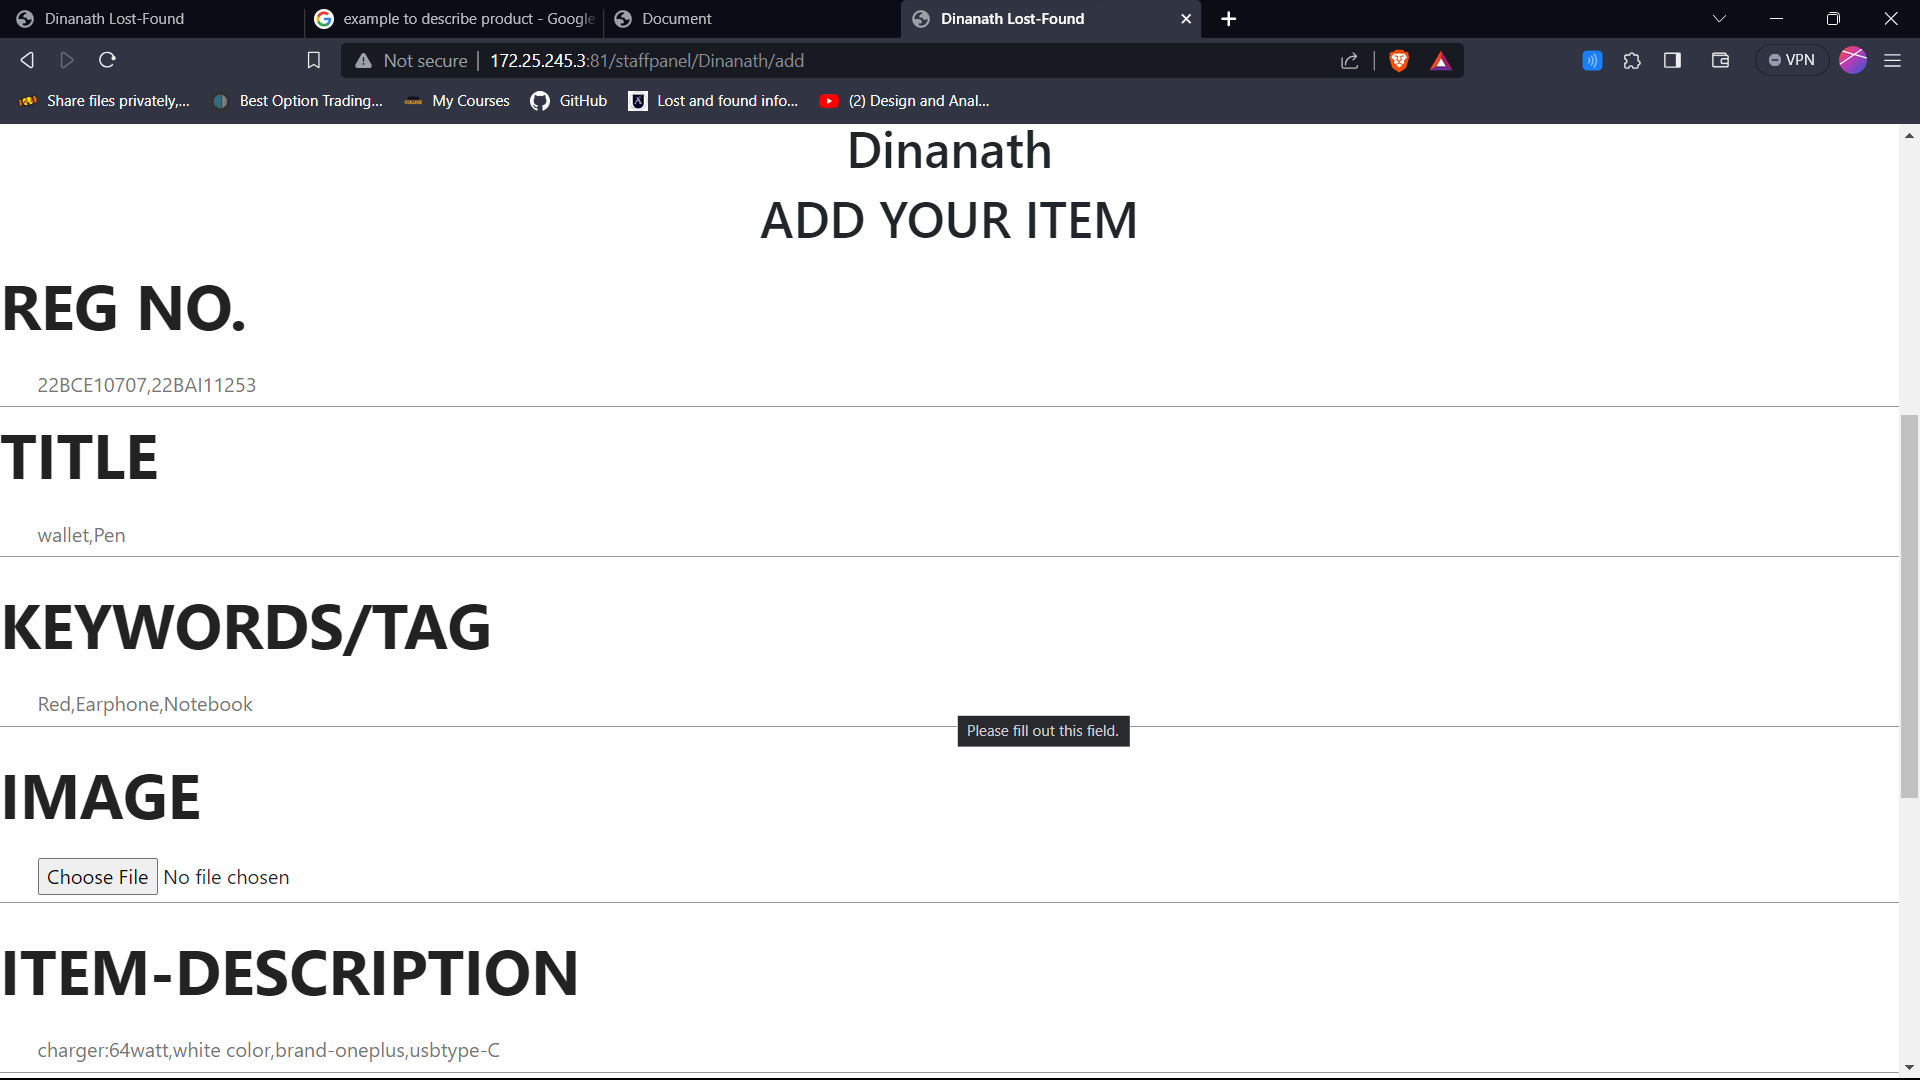 Dinanath Lost-Found
example to describe product - Google
Document
Dinanath Lost-Found
Not secure
172.25.245.3:81/staffpanel/Dinanath/add
VPN
Share files privately,...
Best Option Trading...
My Courses
GitHub
Lost and found info...
(2) Design and Anal...
Dinanath
ADD YOUR ITEM
REG NO.
22BCE10707,22BAI11253
TITLE
wallet,Pen
KEYWORDS/TAG
Red,Earphone,Notebook
Please fill out this field.
IMAGE
Choose File No file chosen
ITEM-DESCRIPTION
charger:64watt,white color,brand-oneplus,usbtype-C